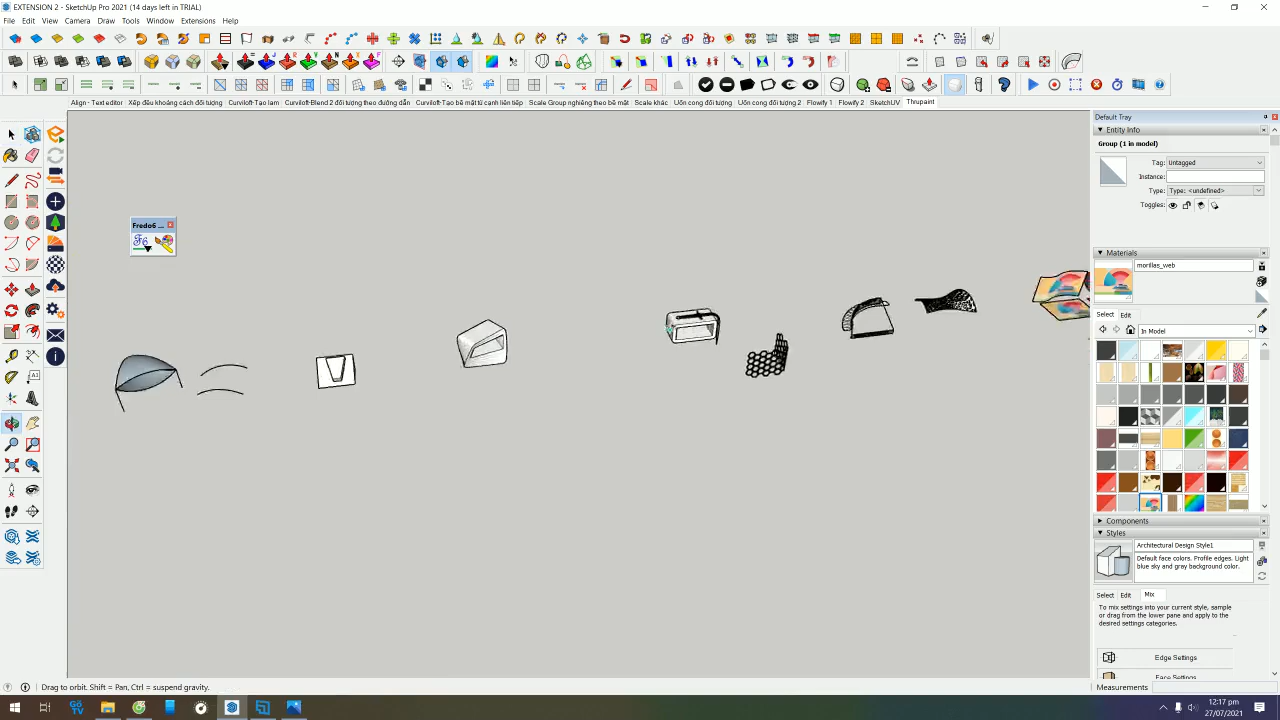 EXTENSION 2 - SketchUp Pro 2021 (14 days left in TRIAL)
File Edit View Camera Draw Tools Window Extensions Help
Align - Text editor Xếp đều khoảng cách đối tượng Curviloft-Tạo lam Curviloft-Blend 2 đối tượng theo đường dẫn Curviloft-Tạo bề mặt từ cạnh liên tiếp Scale Group nghiêng theo bề mặt Scale khác Uốn cong đối tượng Uốn cong đối tượng 2 Flowify 1 Flowify 2 SketchUV Thrupaint
Default Tray
Entity Info
Group (1 in model)
Tag: Untagged
Instance:
Type: Type: <undefined>
Toggles:
Fredo6 ...
Materials
morillas_web
Select Edit
In Model
Components
Styles
Architectural Design Style1
Default face colors. Profile edges. Light
blue sky and gray background color.
Select Edit Mix
To mix settings into your current style, sample
or drag from the lower pane and apply to the
desired settings categories.
Edge Settings
Face Settings
Drag to orbit. Shift = Pan, Ctrl = suspend gravity.
Measurements
12:17 pm
27/07/2021